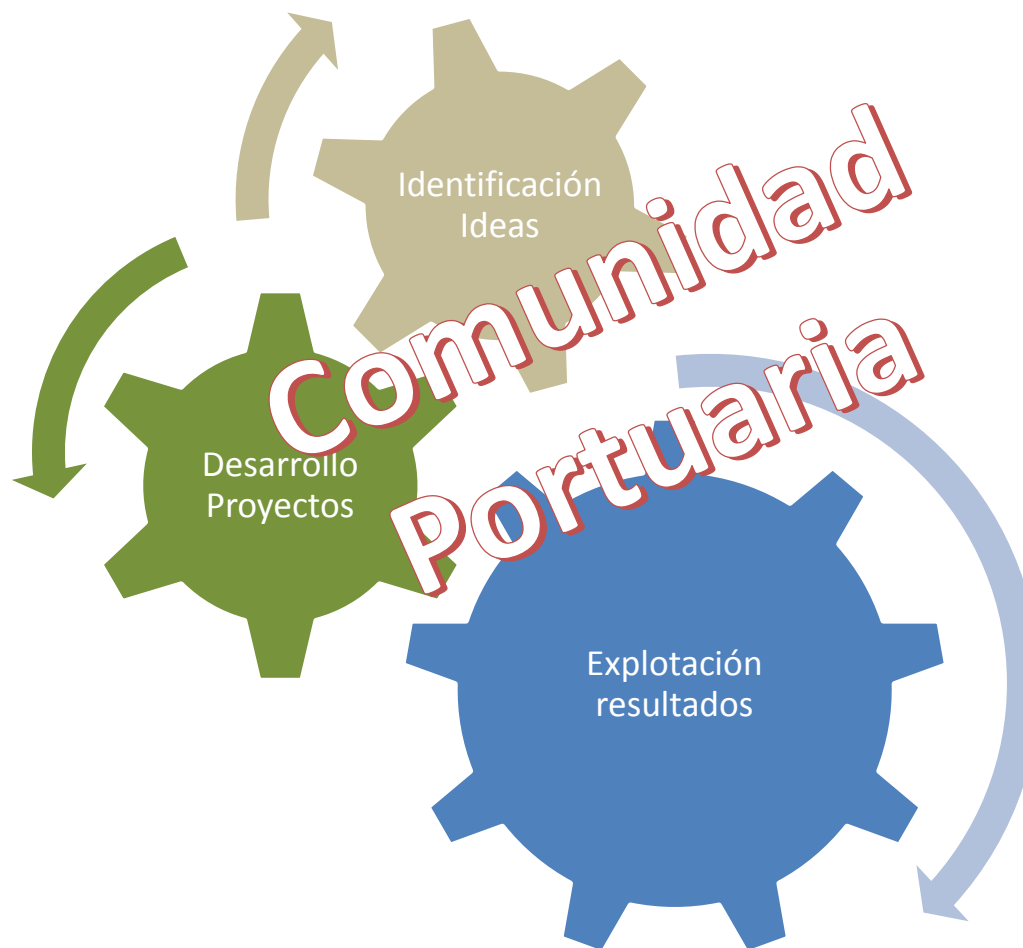 Identificación
Ideas
Comunidad
Portuaria
Desarrollo
Proyectos
Explotación
resultados